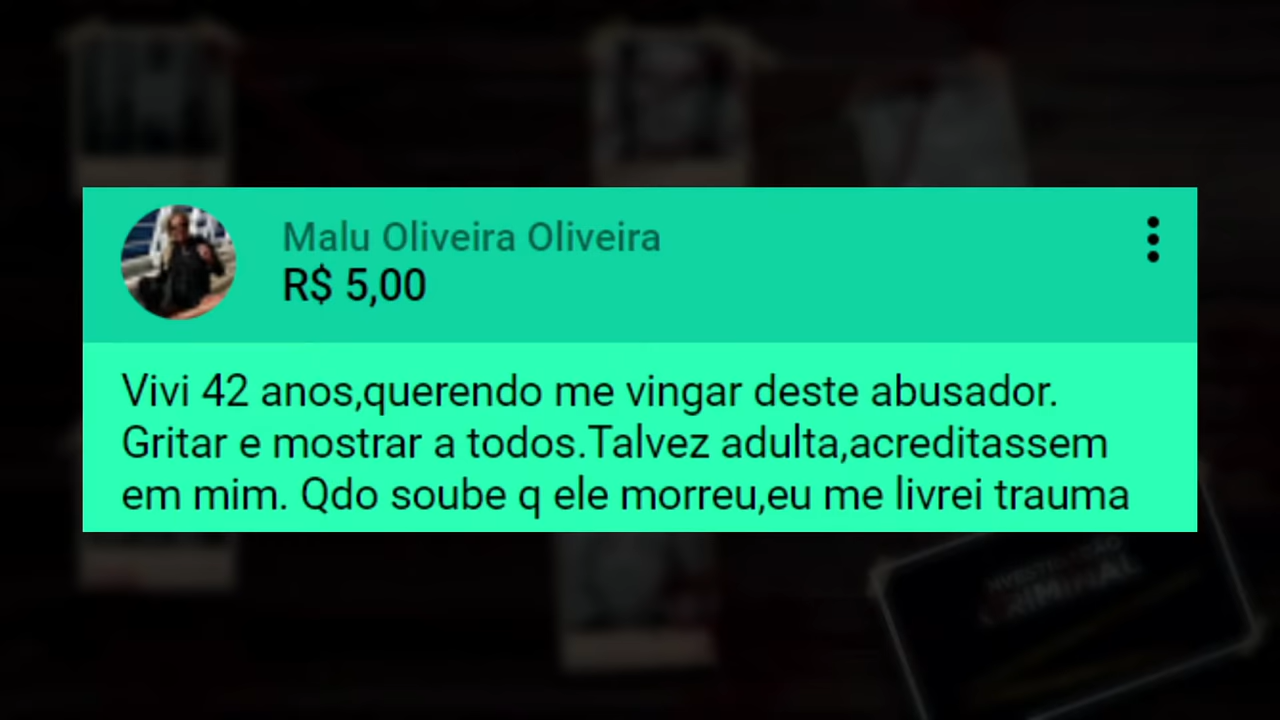 Malu Oliveira Oliveira
R$ 5,00
Vivi 42 anos,querendo me vingar deste abusador.
Gritar e mostrar a todos.Talvez adulta,acreditassem
em mim. Qdo soube q ele morreu,eu me livrei trauma
CRIMINAL